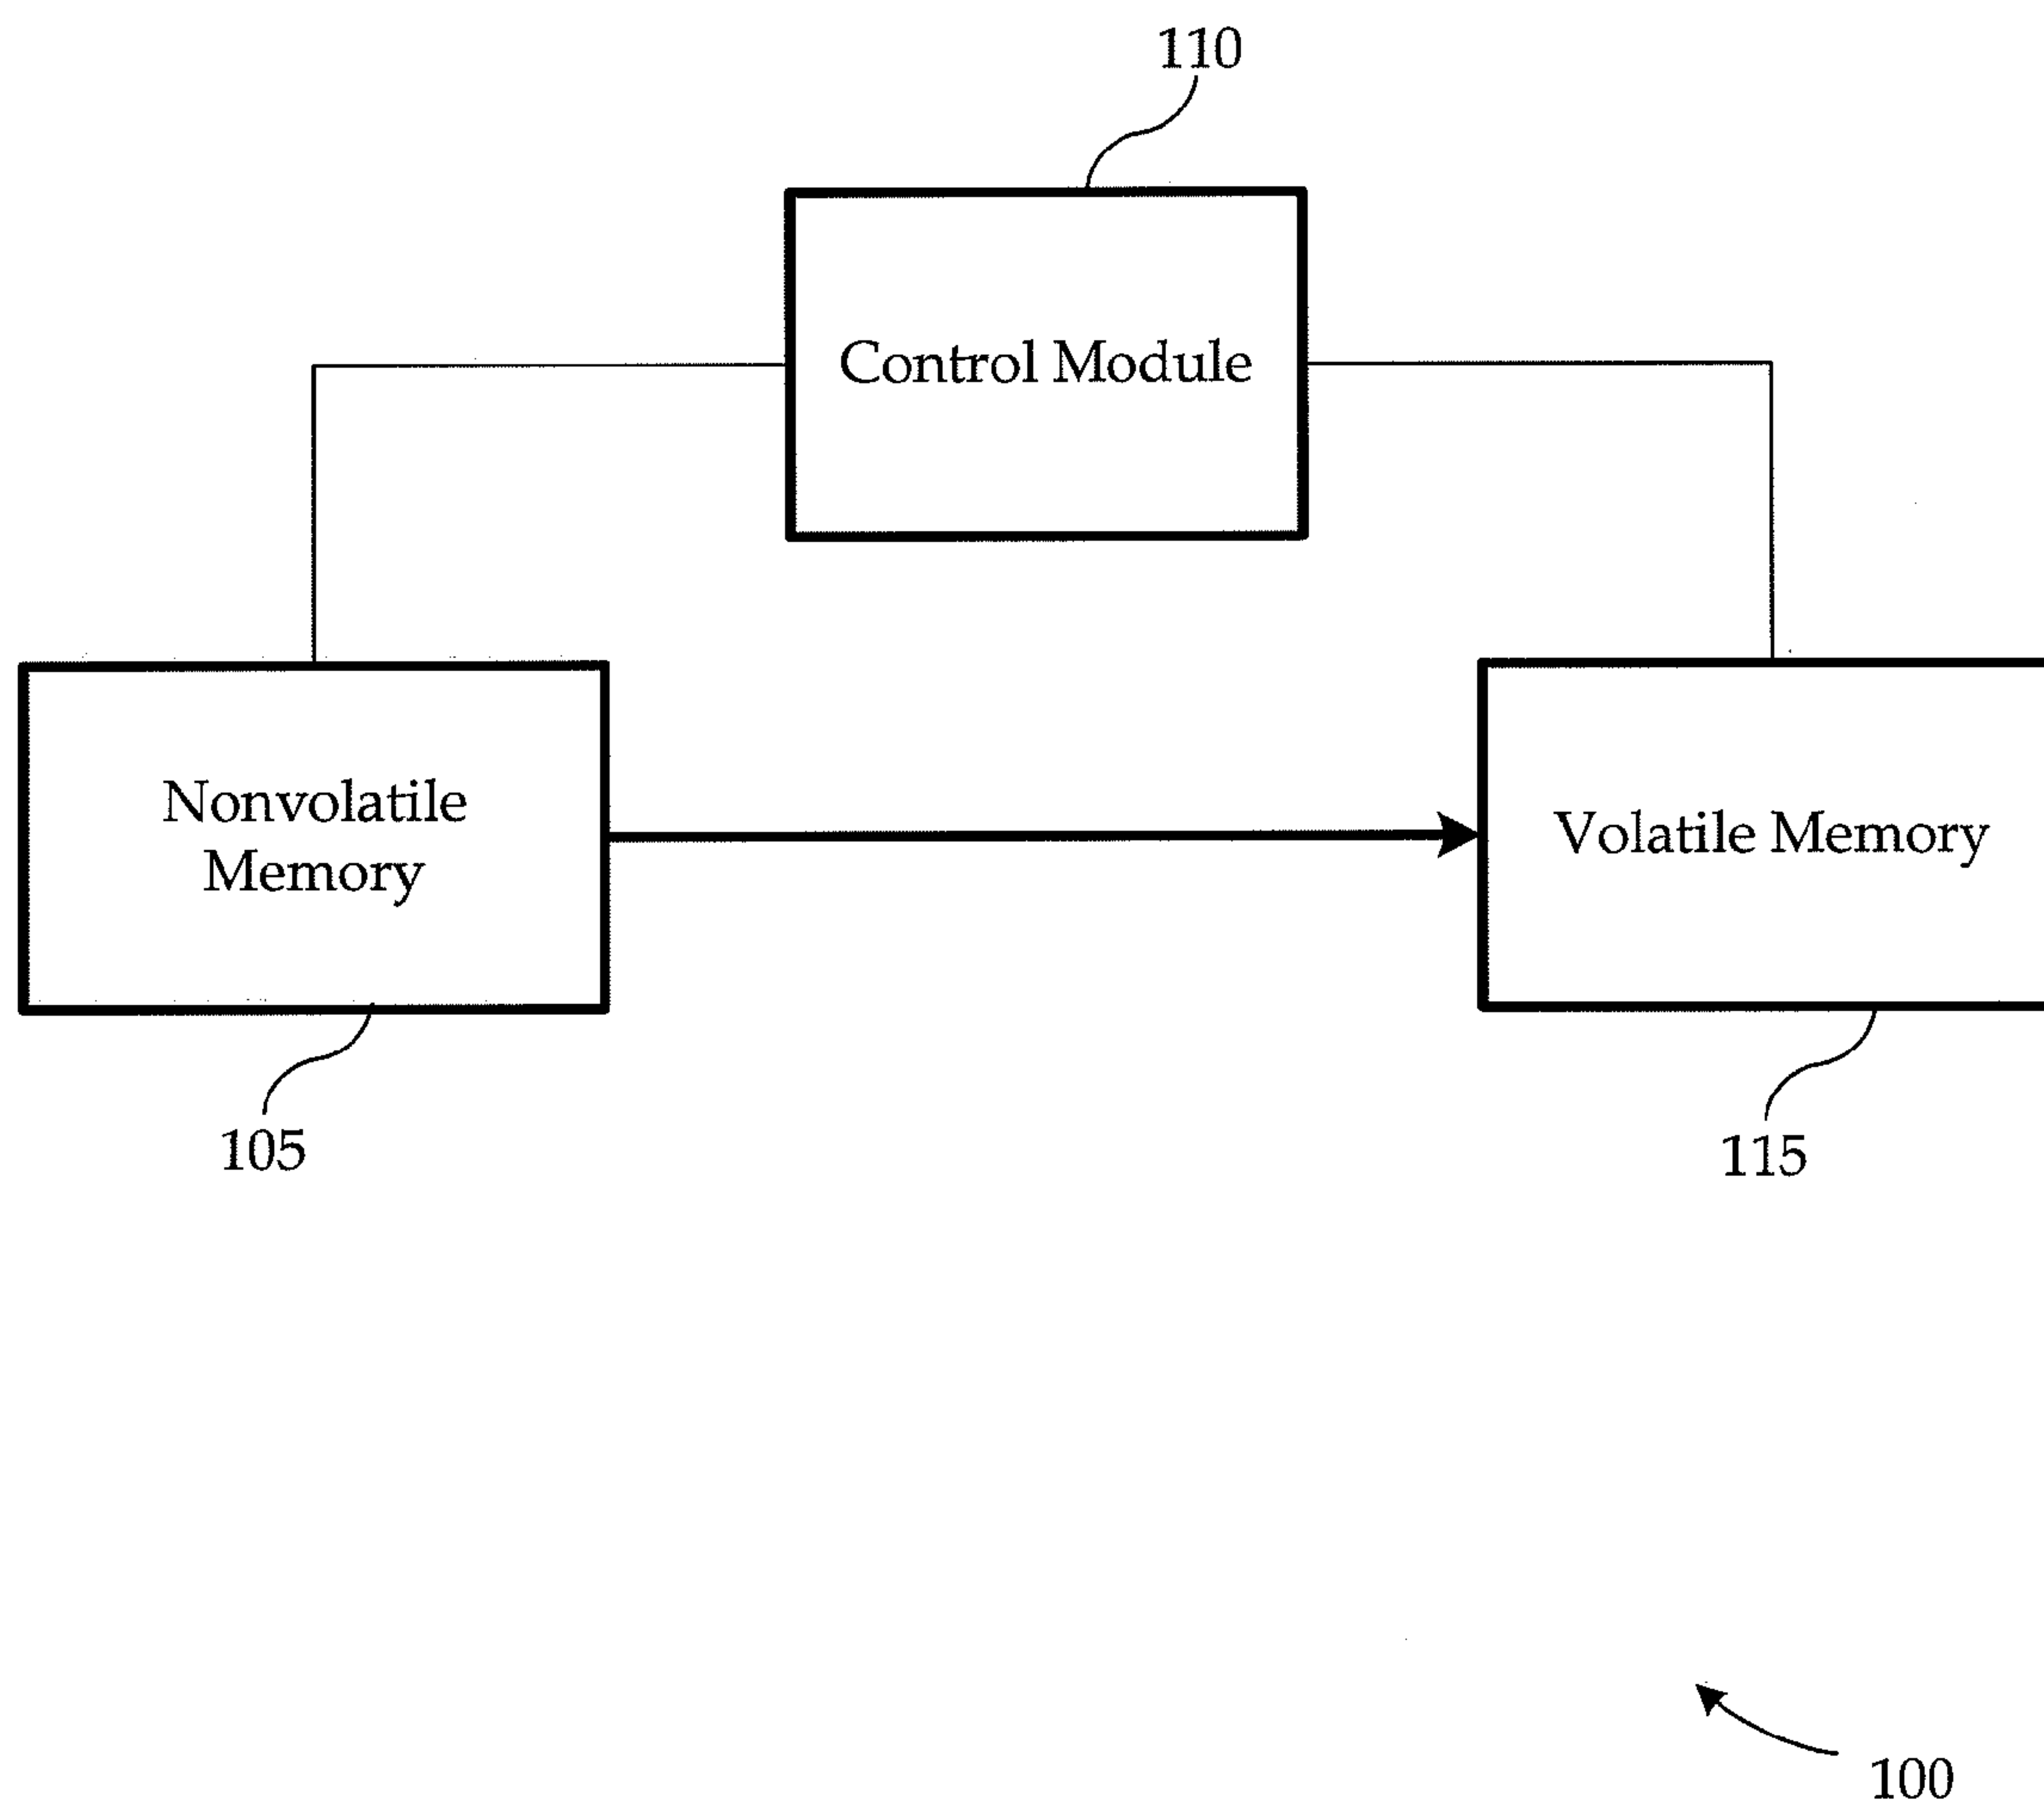 110
Control Module
Nonvolatile
Memory
Volatile Memory
105
115
100